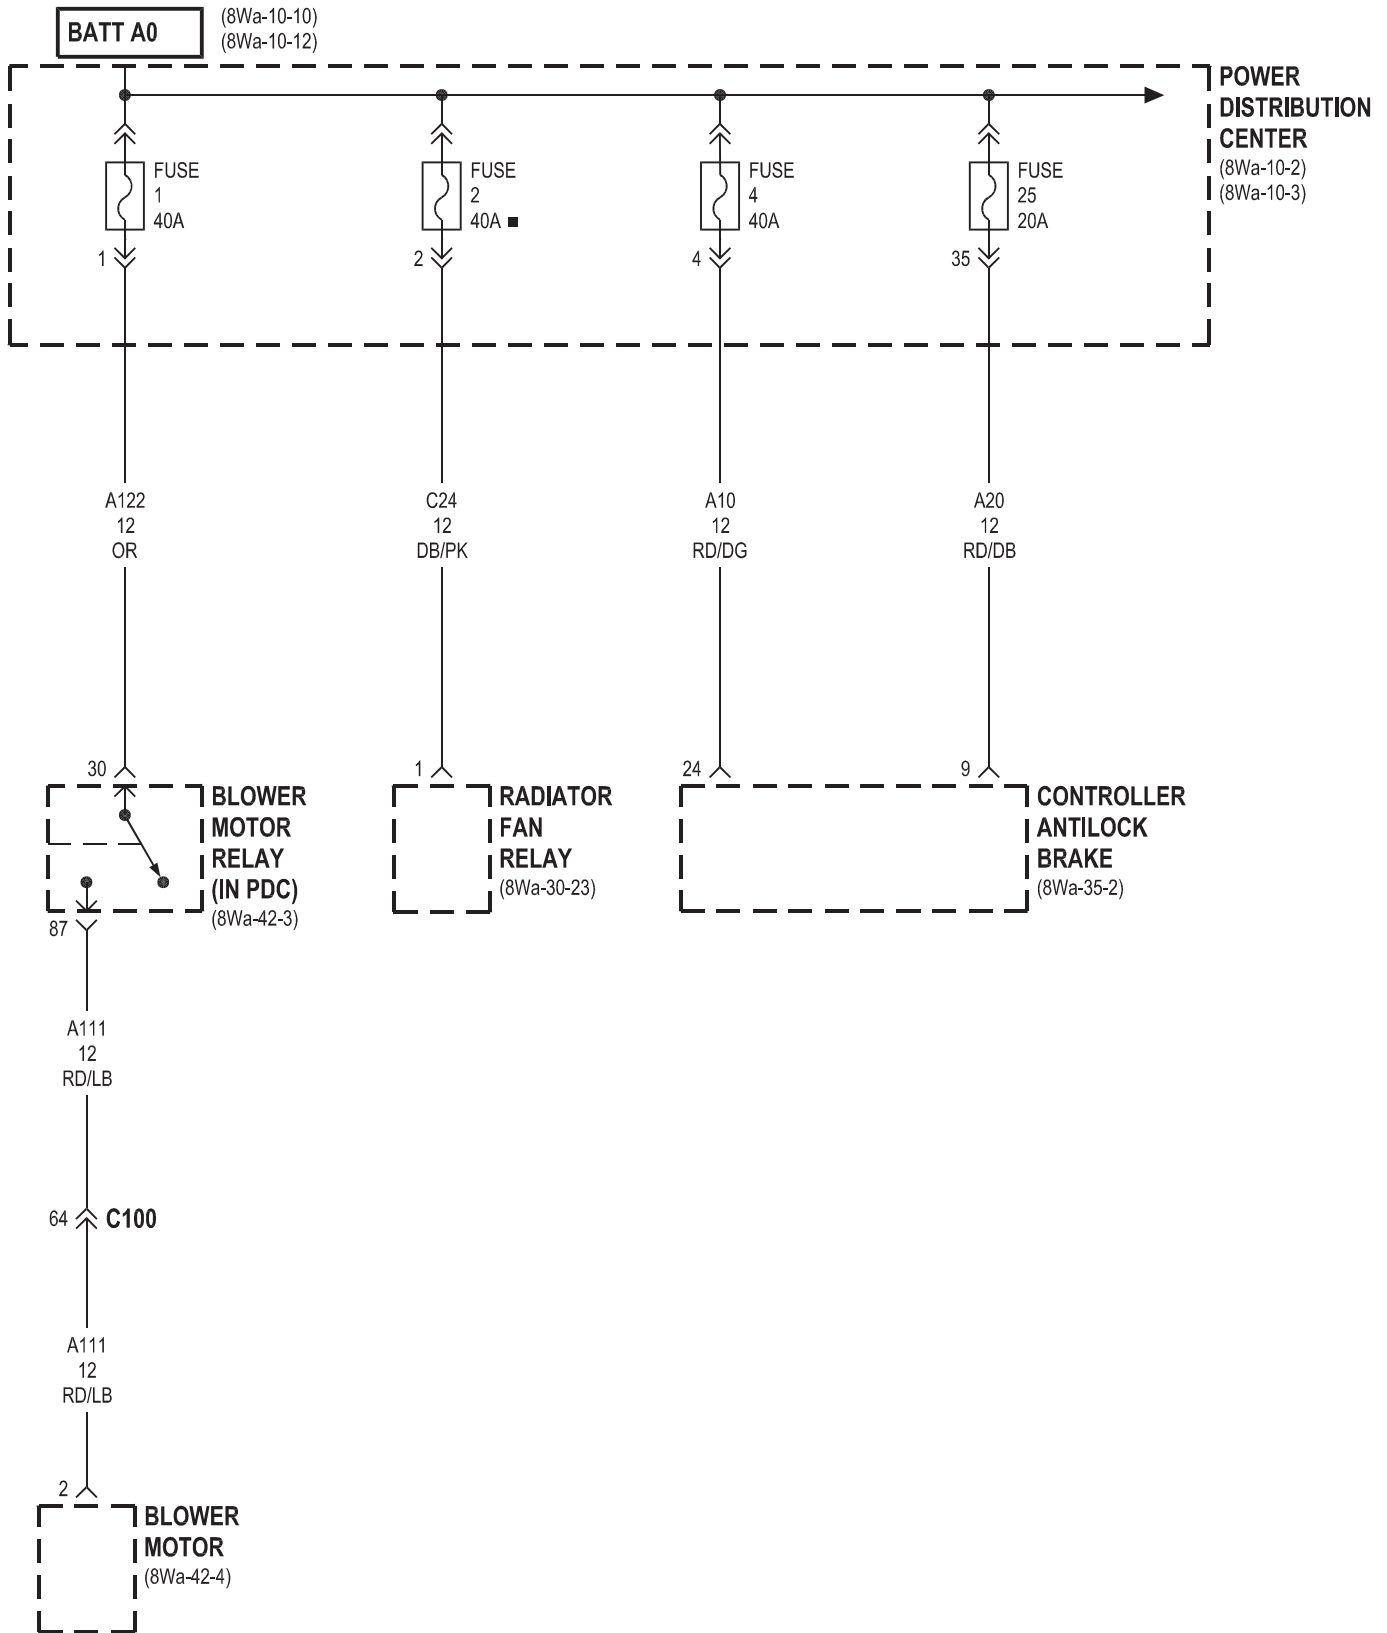 BATT A0
(8Wa-10-10)
(8Wa-10-12)
POWER
DISTRIBUTION
CENTER
(8Wa-10-2)
(8Wa-10-3)
FUSE
1
40A
1
FUSE
2
40A ■
2
FUSE
4
40A
4
FUSE
25
20A
35
A122
12
OR
C24
12
DB/PK
A10
12
RD/DG
A20
12
RD/DB
30
BLOWER
MOTOR
RELAY
(IN PDC)
(8Wa-42-3)
1
RADIATOR
FAN
RELAY
(8Wa-30-23)
24
9
CONTROLLER
ANTILOCK
BRAKE
(8Wa-35-2)
87
A111
12
RD/LB
64
C100
A111
12
RD/LB
2
BLOWER
MOTOR
(8Wa-42-4)